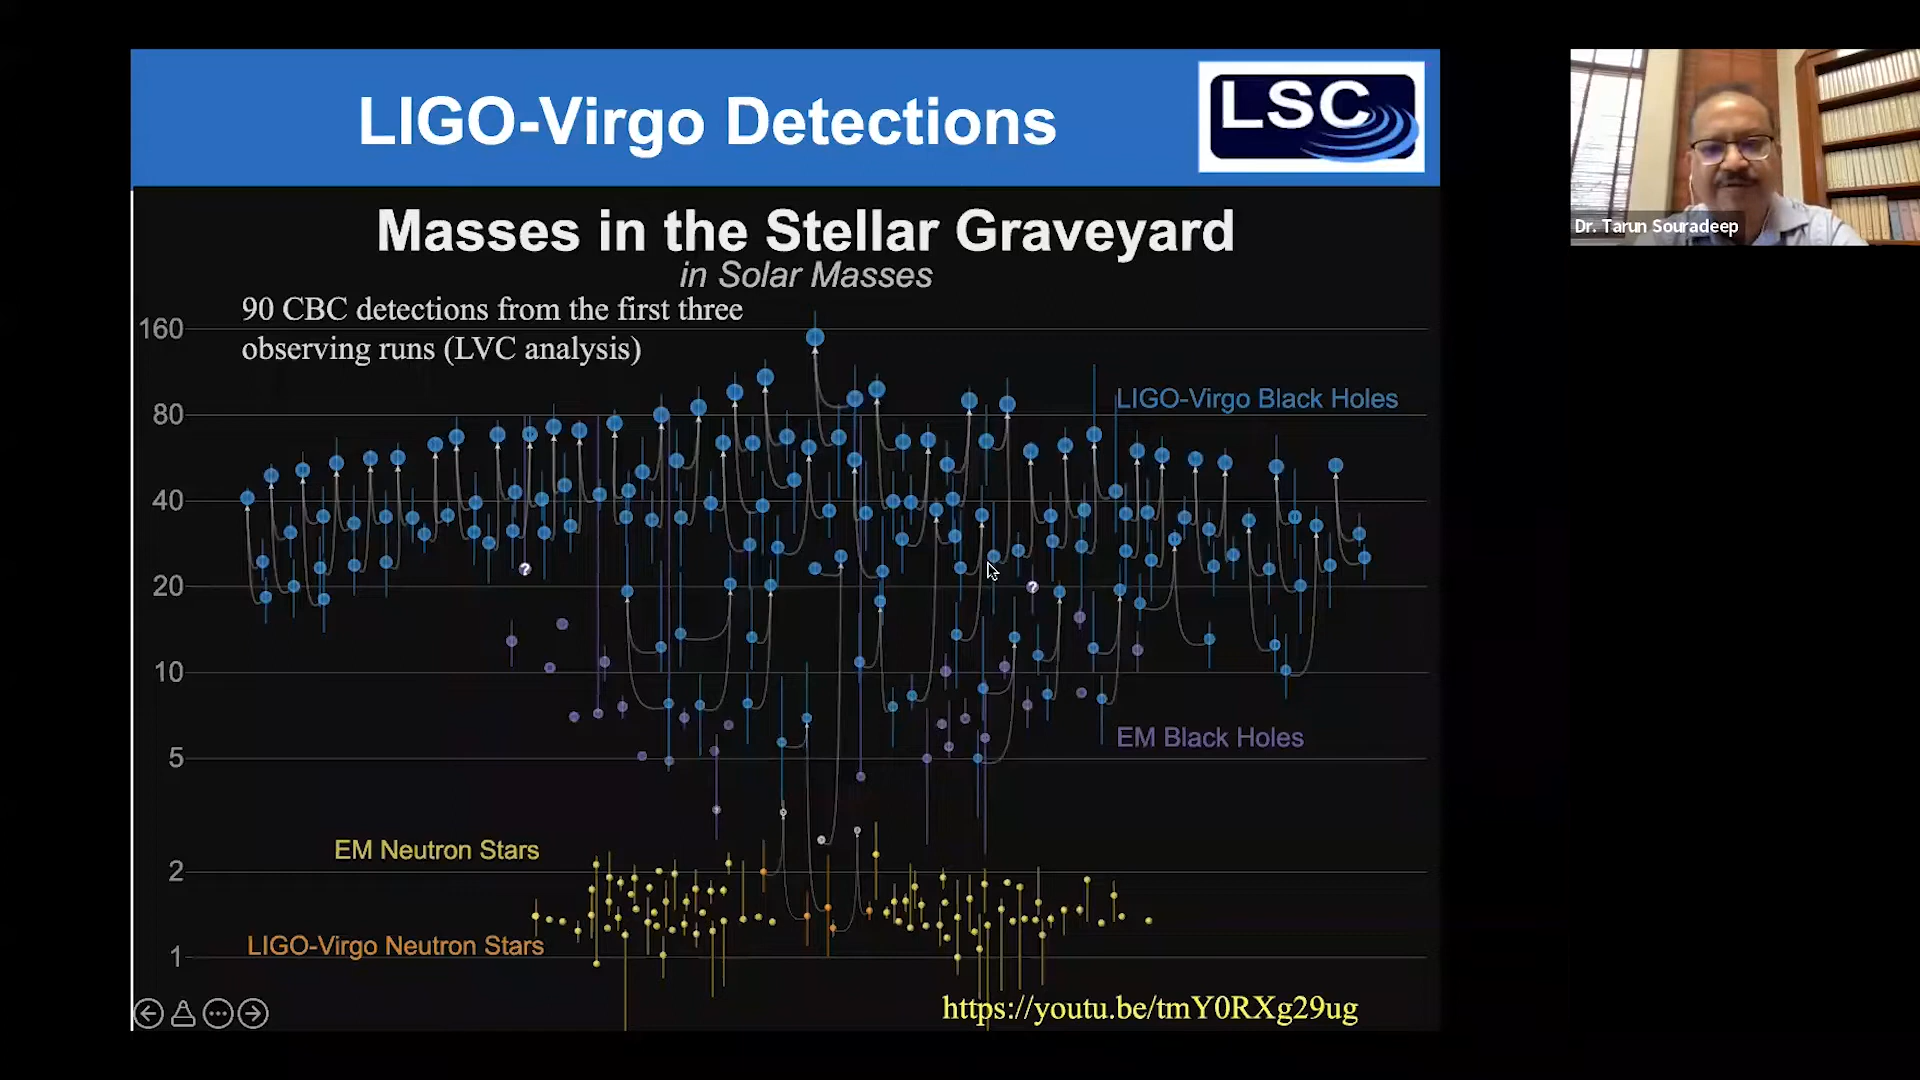 LIGO-Virgo Detections
LSC
Dr. Tarun Souradeep
Masses in the Stellar Graveyard
in Solar Masses
90 CBC detections from the first three
observing runs (LVC analysis)
160
80
LIGO-Virgo Black Holes
40
20
10
EM Black Holes
5
EM Neutron Stars
2
LIGO-Virgo Neutron Stars
1
https://youtu.be/tmY0RXg29ug